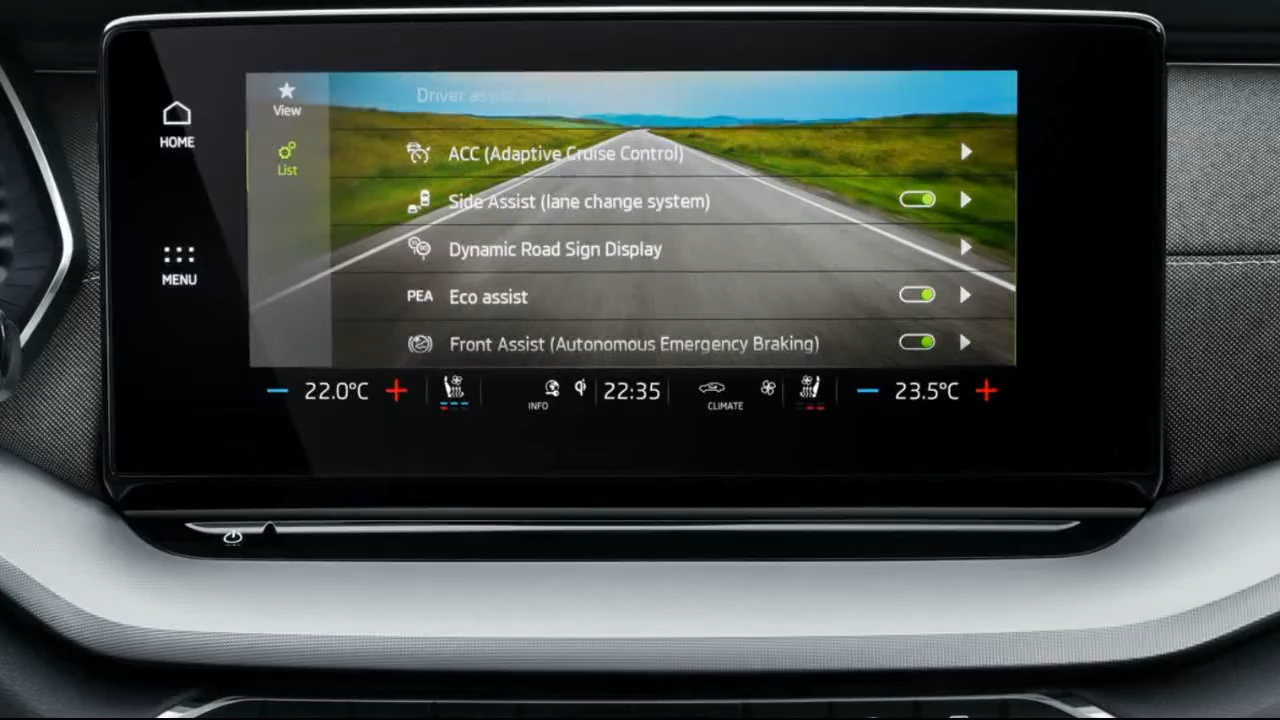 View
Driver assist
HOME
List
ACC (Adaptive Cruise Control)
Side Assist (lane change system)
Dynamic Road Sign Display
MENU
PEA Eco assist
Front Assist (Autonomous Emergency Braking)
22.0°C
22:35
23.5°C
INFO
CLIMATE